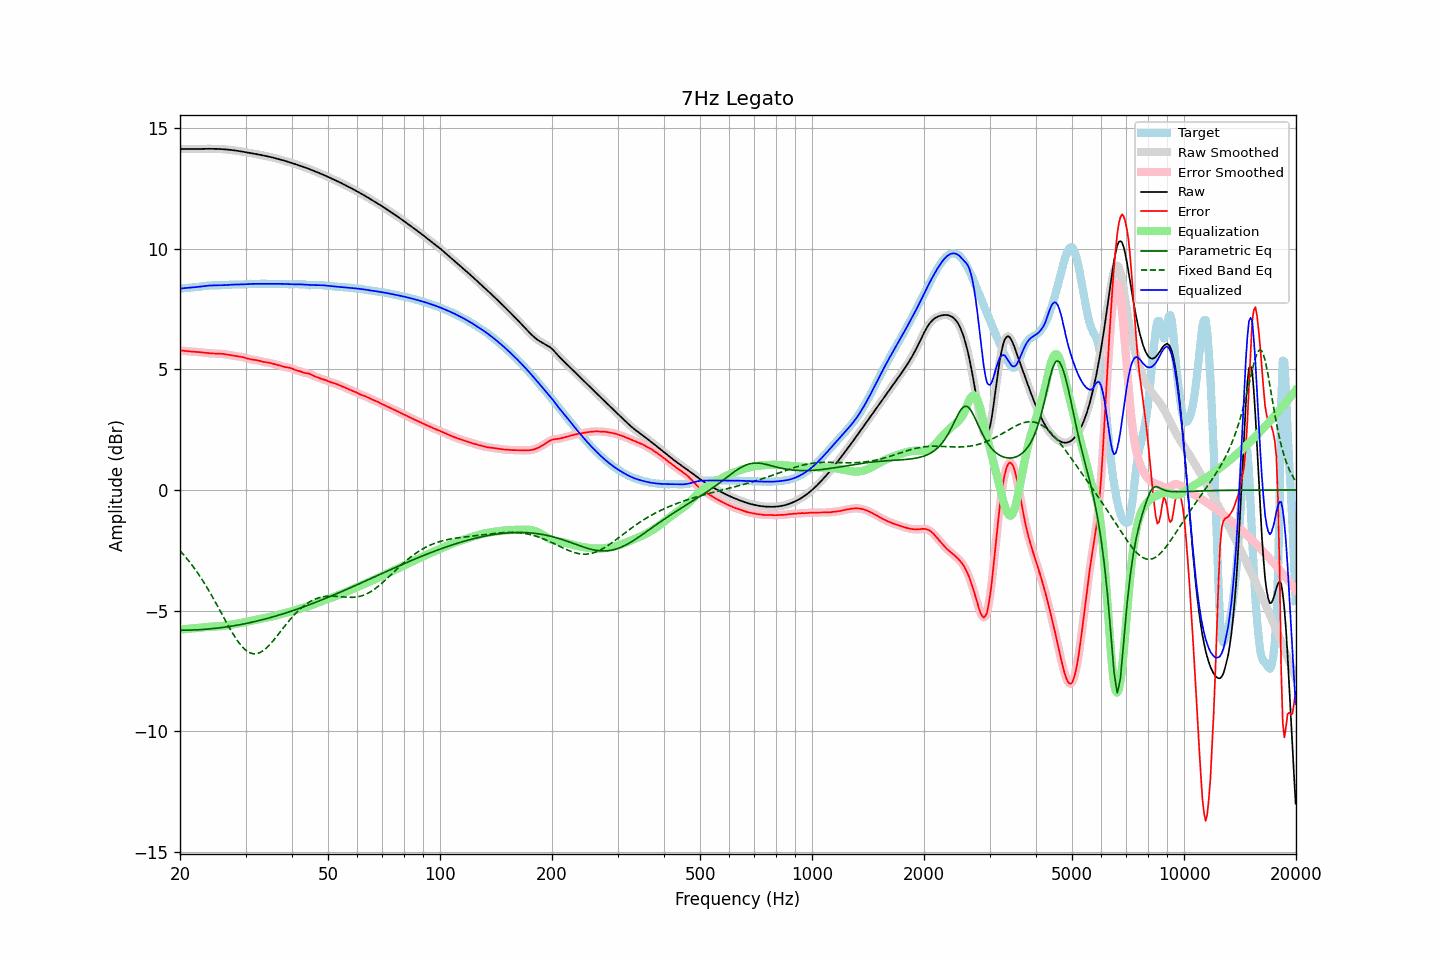 7Hz Legato
Target
Raw Smoothed
Error Smoothed
Raw
Error
Equalization
Parametric Eq
Fixed Band Eq
Equalized
15
10
5
0
−5
−10
−15
Amplitude (dBr)
20
50
100
200
500
1000
2000
5000
10000
20000
Frequency (Hz)